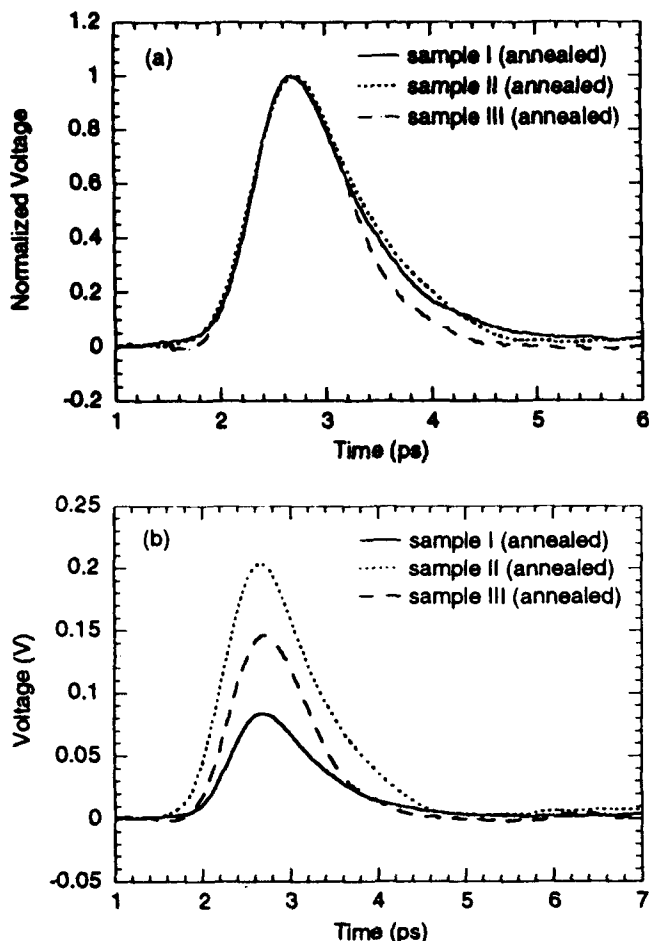 1.2
(a)
sample I (annealed)
sample II (annealed)
sample III (annealed)
1
0.8
0.6
0.4
0.2
0
-0.2
Normalized Voltage
1 2 3 4 5 6
Time (ps)
0.25
(b)
sample I (annealed)
sample II (annealed)
sample III (annealed)
0.2
0.15
0.1
0.05
0
-0.05
Voltage (V)
1 2 3 4 5 6 7
Time (ps)